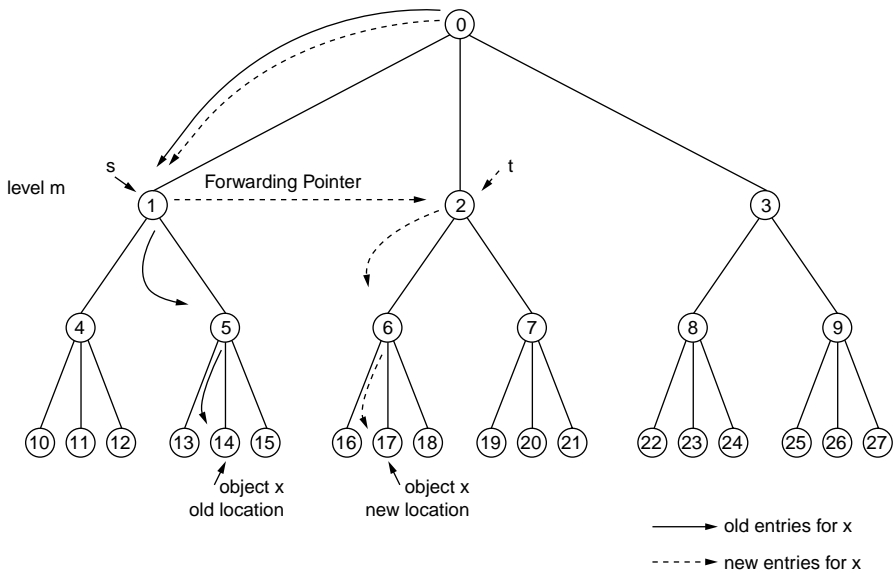 0
s
t
level m
Forwarding Pointer
1
2
3
4
5
6
7
8
9
10
11
12
13
14
15
16
17
18
19
20
21
22
23
24
25
26
27
object x
old location
object x
new location
old entries for x
new entries for x